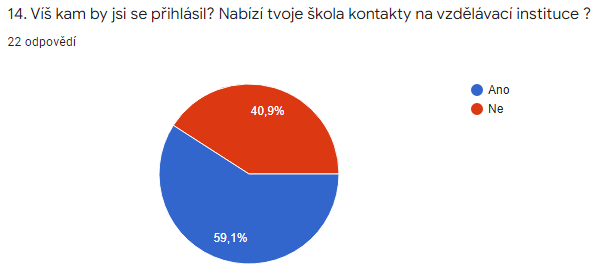 14. Víš kam by jsi se přihlásil? Nabízí tvoje škola kontakty na vzdělávací instituce ?
22 odpovědí
Ano
Ne
40,9%
59,1%